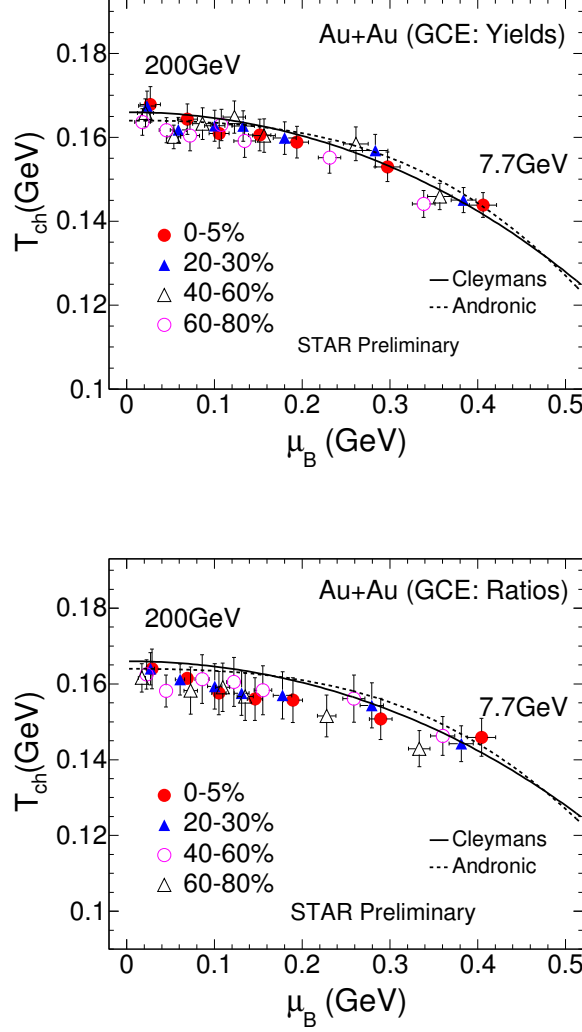 Au+Au (GCE: Yields)
200GeV
7.7GeV
0-5%
20-30%
40-60%
60-80%
Cleymans
Andronic
STAR Preliminary
T_ch(GeV)
0.18
0.16
0.14
0.12
0.1
0 0.1 0.2 0.3 0.4 0.5
μ_B (GeV)
Au+Au (GCE: Ratios)
200GeV
7.7GeV
0-5%
20-30%
40-60%
60-80%
Cleymans
Andronic
STAR Preliminary
T_ch(GeV)
0.18
0.16
0.14
0.12
0.1
0 0.1 0.2 0.3 0.4 0.5
μ_B (GeV)